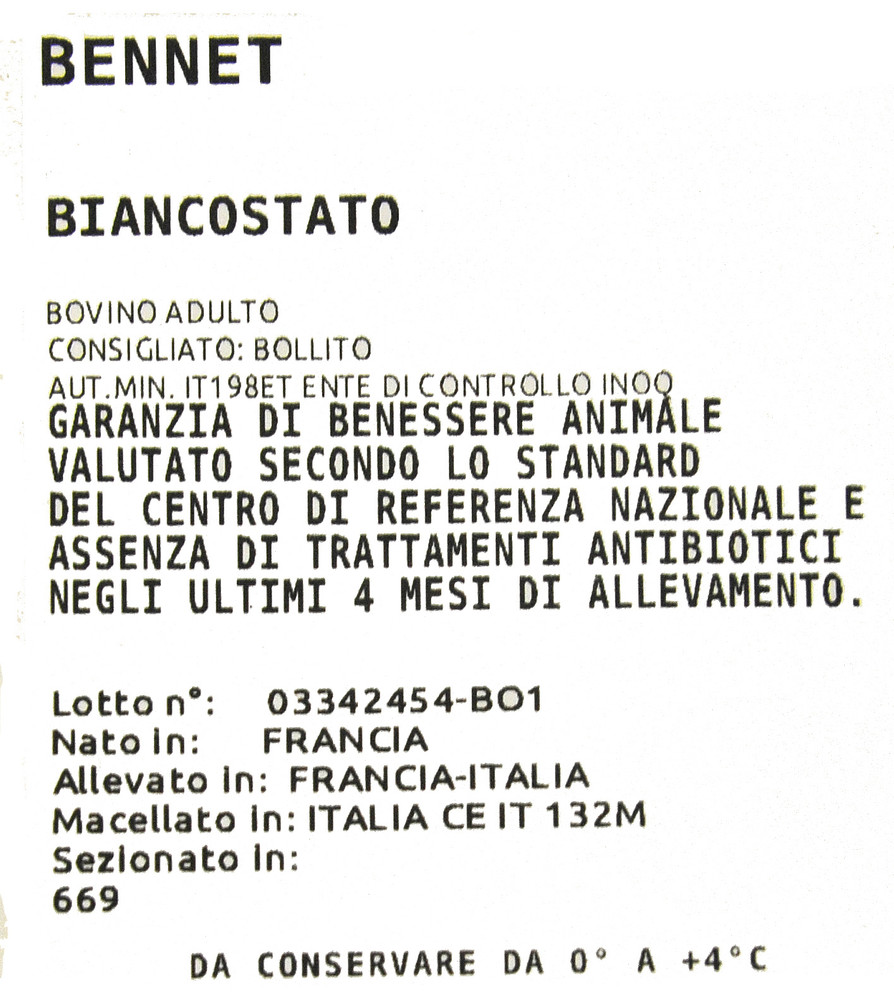 BENNET
BIANCOSTATO
BOVINO ADULTO
CONSIGLIATO: BOLLITO
AUT.MIN. IT198ET ENTE DI CONTROLLO INOQ
GARANZIA DI BENESSERE ANIMALE
VALUTATO SECONDO LO STANDARD
DEL CENTRO DI REFERENZA NAZIONALE E
ASSENZA DI TRATTAMENTI ANTIBIOTICI
NEGLI ULTIMI 4 MESI DI ALLEVAMENTO.
Lotto n°: 03342454-BO1
Nato in: FRANCIA
Allevato in: FRANCIA-ITALIA
Macellato in: ITALIA CE IT 132M
Sezionato in:
669
DA CONSERVARE DA 0° A +4°C